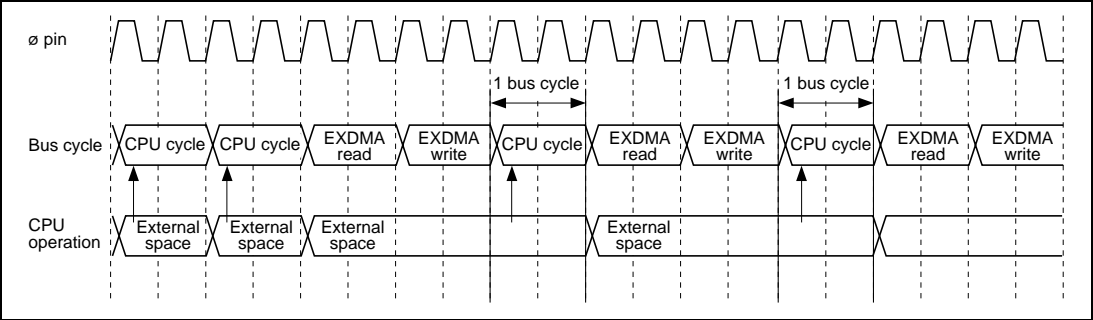 ø pin
1 bus cycle 1 bus cycle
Bus cycle CPU cycle CPU cycle EXDMA read EXDMA write CPU cycle EXDMA read EXDMA write CPU cycle EXDMA read EXDMA write
CPU operation External space External space External space External space